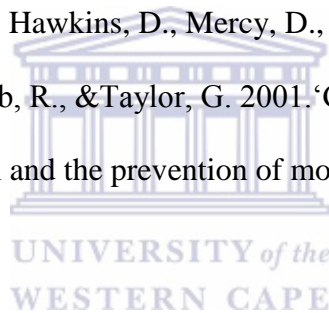 Hawkins, D., Mercy, D.,
b, R., &Taylor, G. 2001.‘
and the prevention of mo
UNIVERSITY of the
WESTERN CAPE